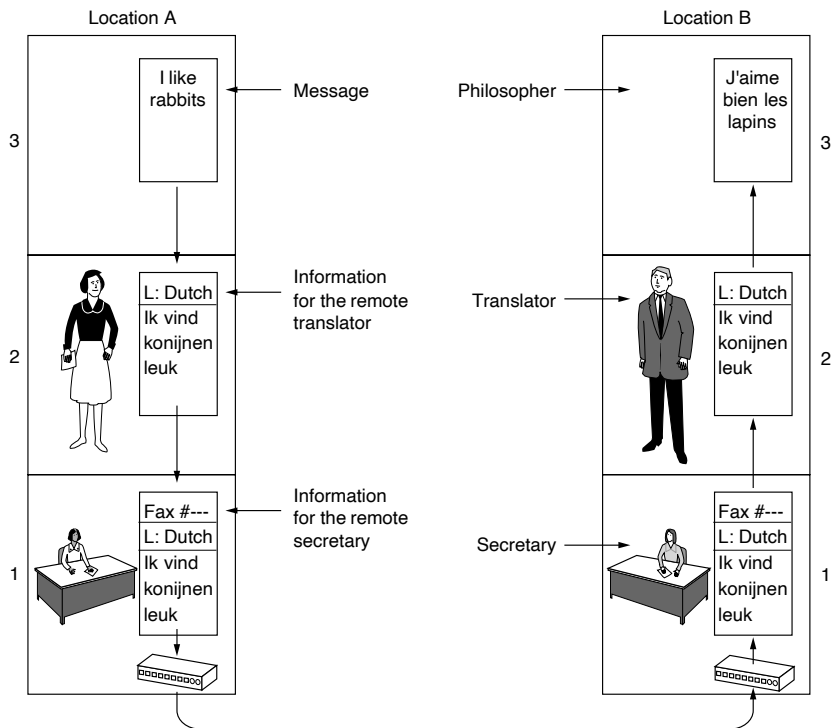 Location A
Location B
3
I like
rabbits
Message
Philosopher
J'aime
bien les
lapins
3
2
L: Dutch
Ik vind
konijnen
leuk
Information
for the remote
translator
Translator
L: Dutch
Ik vind
konijnen
leuk
2
1
Fax #---
L: Dutch
Ik vind
konijnen
leuk
Information
for the remote
secretary
Secretary
Fax #---
L: Dutch
Ik vind
konijnen
leuk
1